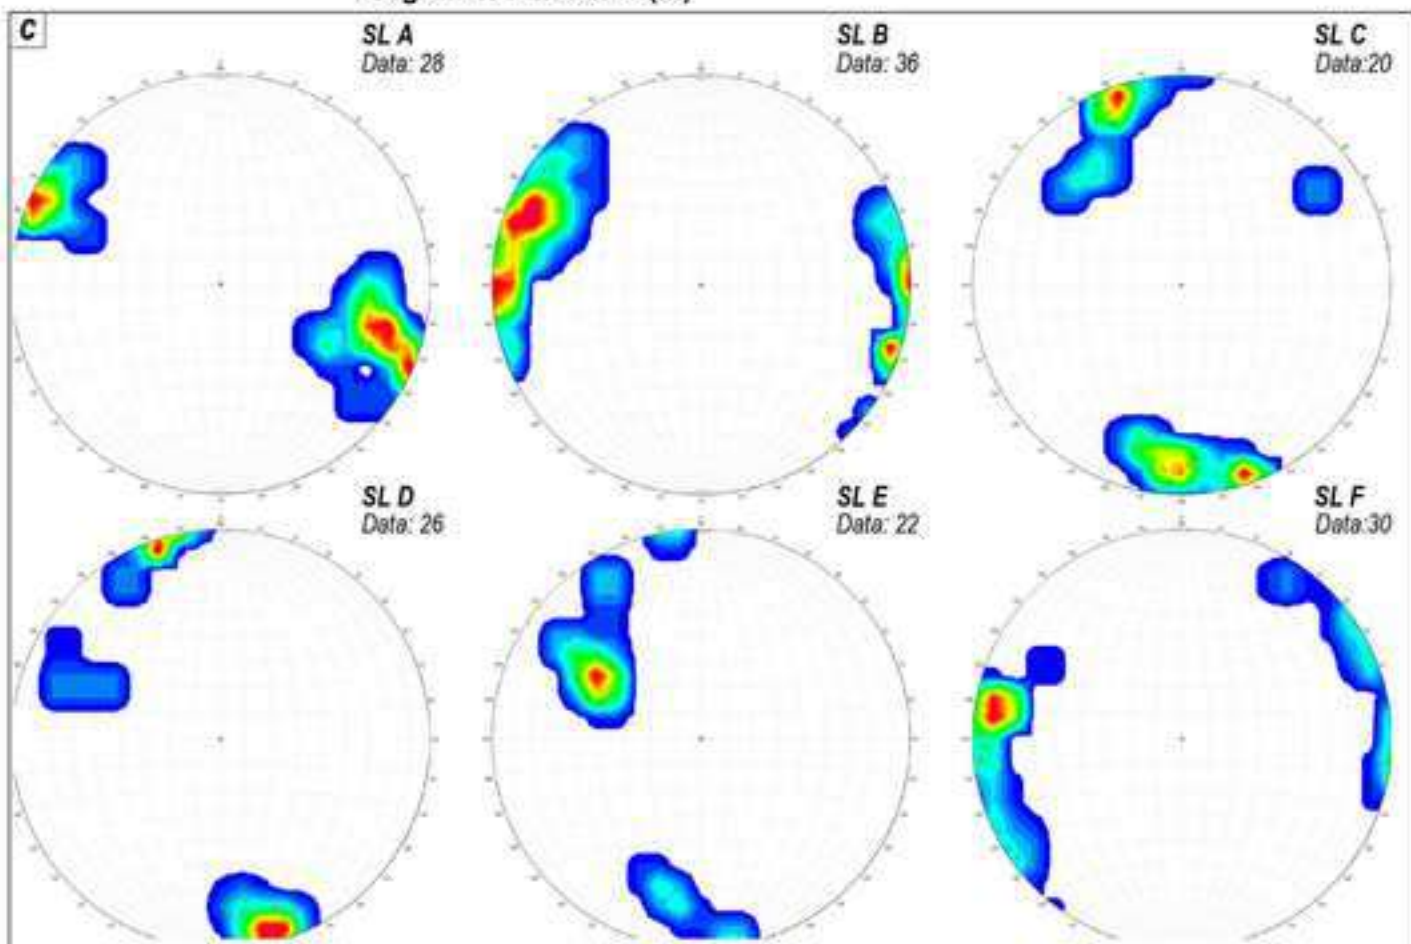 C
SL A
Data: 28
SL B
Data: 36
SL C
Data:20
SL D
Data: 26
SL E
Data: 22
SL F
Data:30